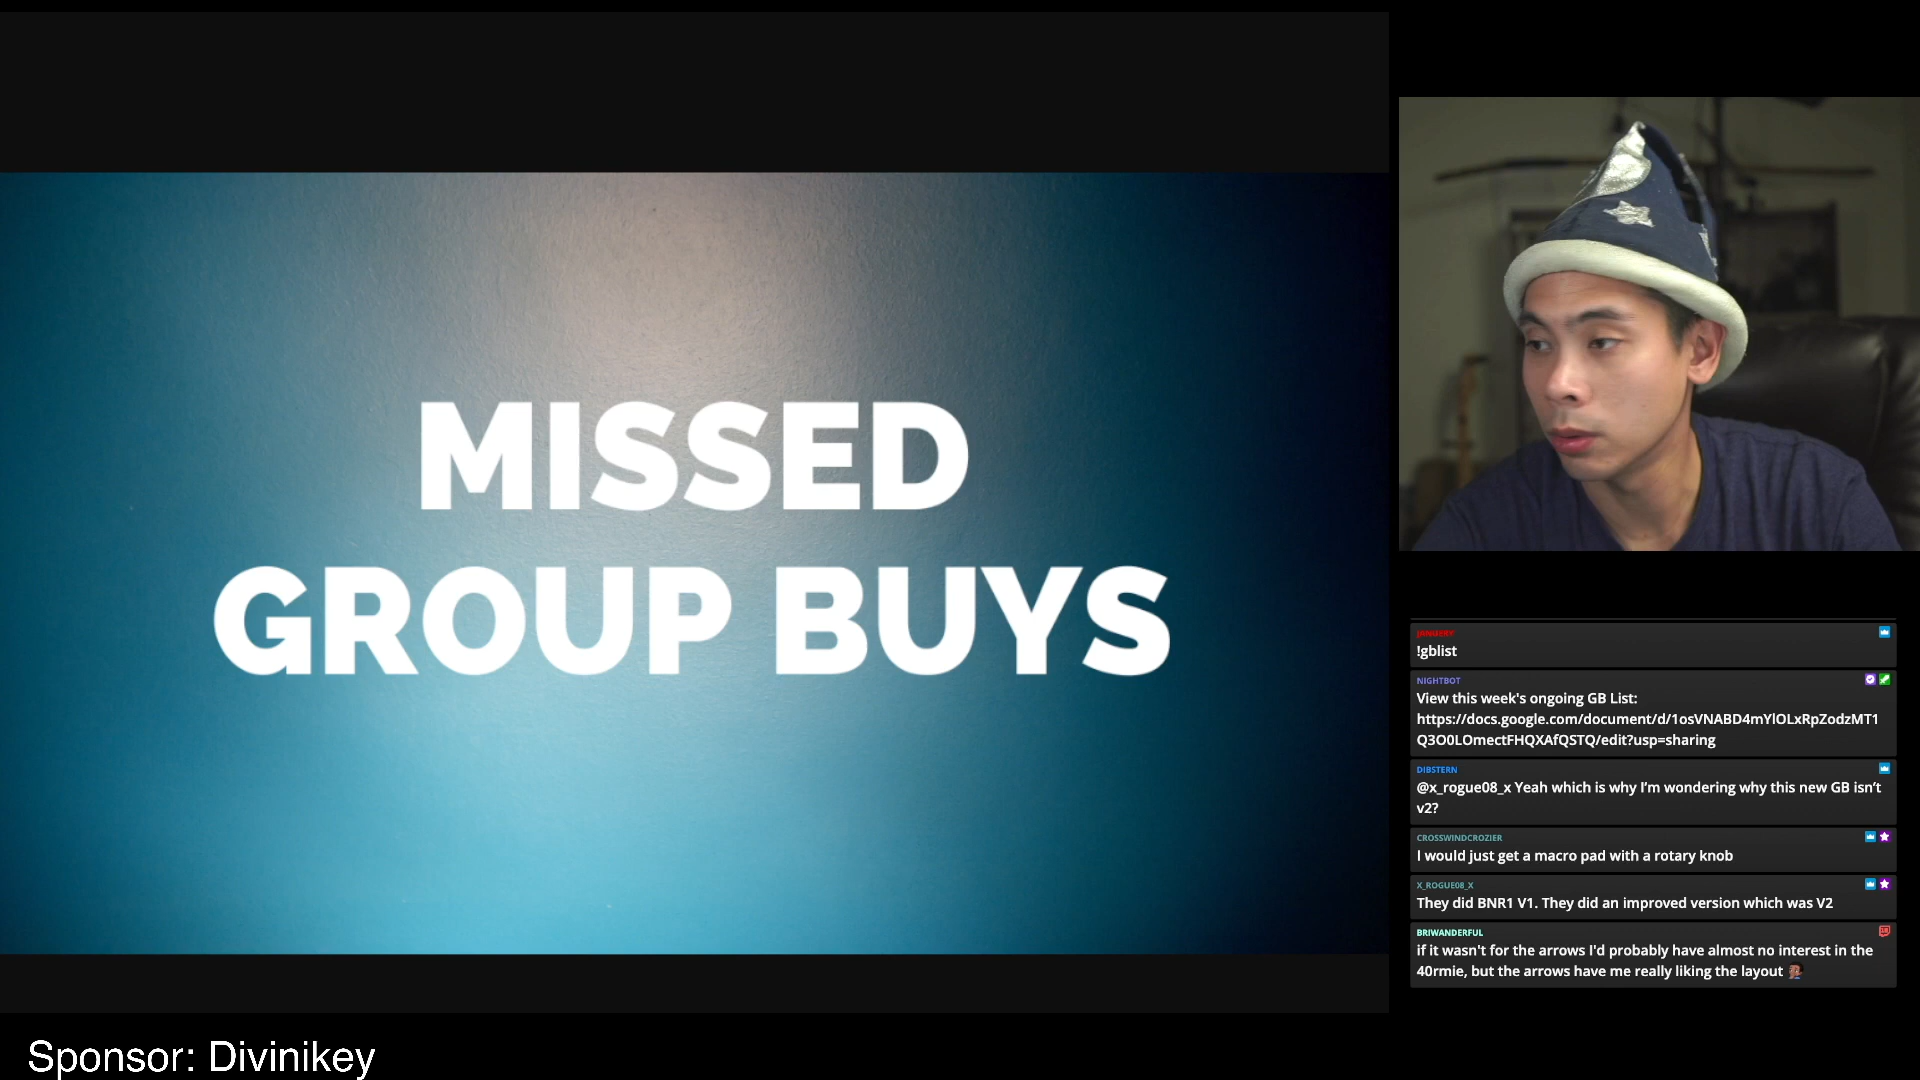 MISSED
GROUP BUYS
!gblist
NIGHTBOT
View this week's ongoing GB List:
https://docs.google.com/document/d/1osVNABD4mYlOLxRpZodzMT1
Q3O0LOmectFHQXAfQSTQ/edit?usp=sharing
DIBSTERN
@x_rogue08_x Yeah which is why I’m wondering why this new GB isn’t
v2?
CROSSWINDCROZIER
I would just get a macro pad with a rotary knob
X_ROGUE08_X
They did BNR1 V1. They did an improved version which was V2
BRIWANDERFUL
if it wasn't for the arrows I'd probably have almost no interest in the
40rmie, but the arrows have me really liking the layout
Sponsor: Divinikey